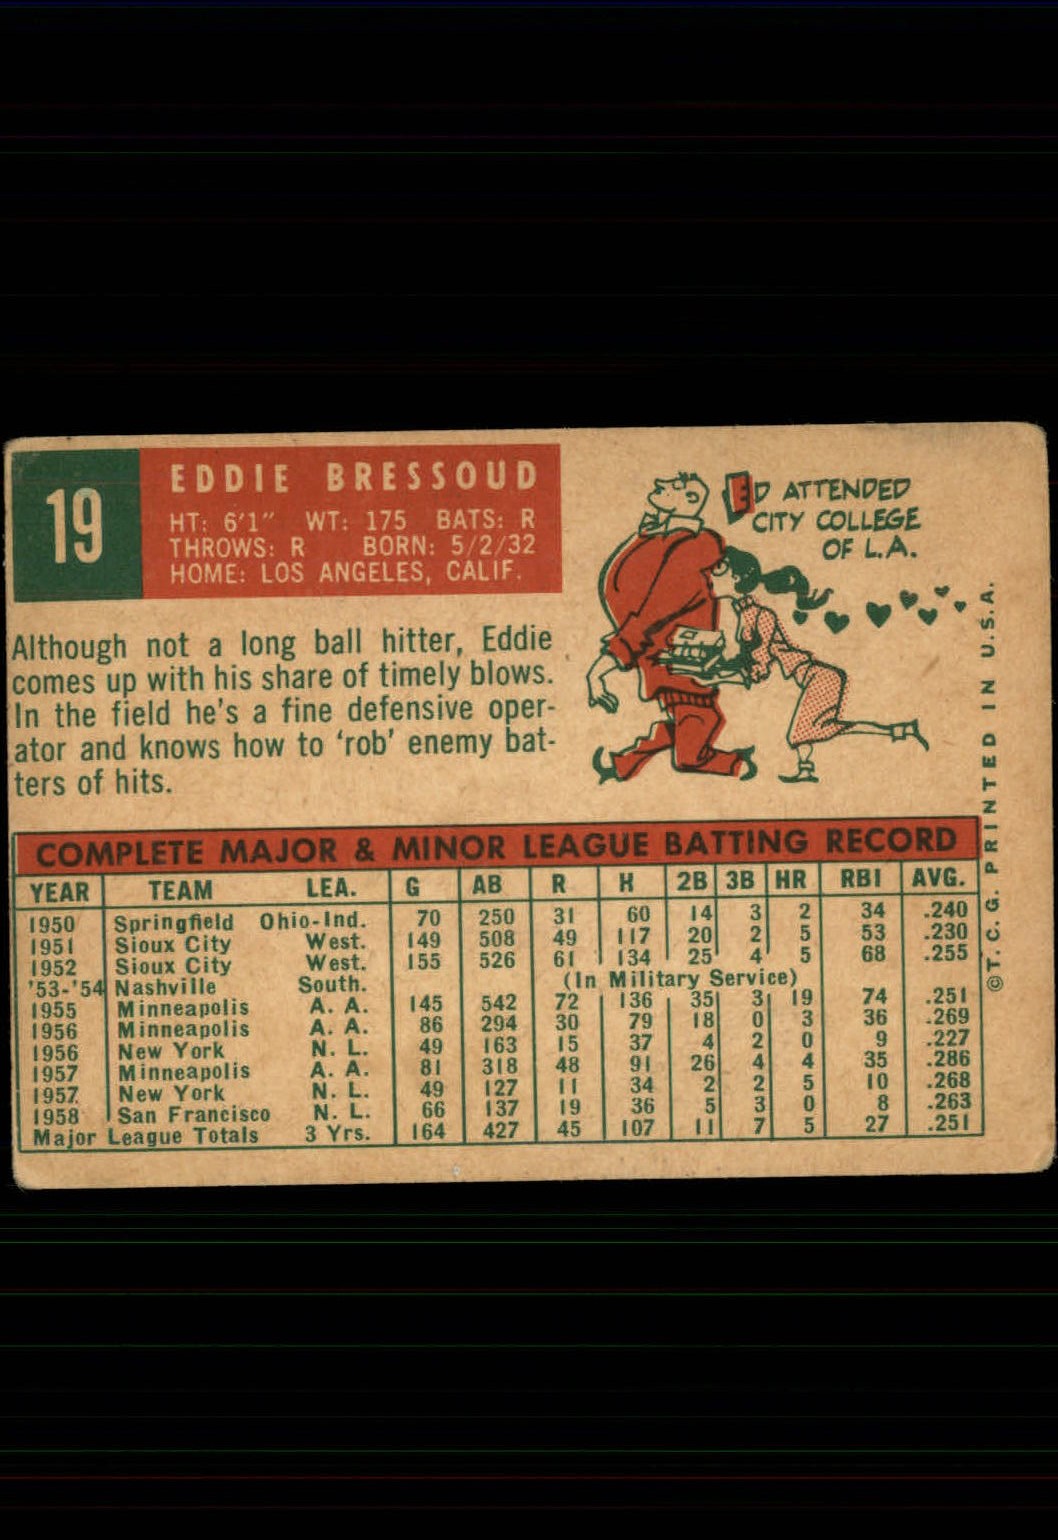 19
EDDIE BRESSOUD
HT: 6'1" WT: 175 BATS: R
THROWS: R BORN: 5/2/32
HOME: LOS ANGELES, CALIF.
ED ATTENDED
CITY COLLEGE
OF L.A.
Although not a long ball hitter, Eddie
comes up with his share of timely blows.
In the field he's a fine defensive oper-
ator and knows how to 'rob' enemy bat-
ters of hits.
COMPLETE MAJOR & MINOR LEAGUE BATTING RECORD
YEAR TEAM LEA. G AB R H 2B 3B HR RBI AVG.
1950 Springfield Ohio-Ind. 70 250 31 60 14 3 2 34 .240
1951 Sioux City West. 149 508 49 117 20 2 5 53 .230
1952 Sioux City West. 155 526 61 134 25 4 5 68 .255
'53-'54 Nashville South. (In Military Service)
1955 Minneapolis A. A. 145 542 72 136 35 3 19 74 .251
1956 Minneapolis A. A. 86 294 30 79 18 0 3 36 .269
1956 New York N. L. 49 163 15 37 4 2 0 9 .227
1957 Minneapolis A. A. 81 318 48 91 26 4 4 35 .286
1957 New York N. L. 49 127 11 34 2 2 5 10 .268
1958 San Francisco N. L. 66 137 19 36 5 3 0 8 .263
Major League Totals 3 Yrs. 164 427 45 107 11 7 5 27 .251
©T.C.G. PRINTED IN U.S.A.